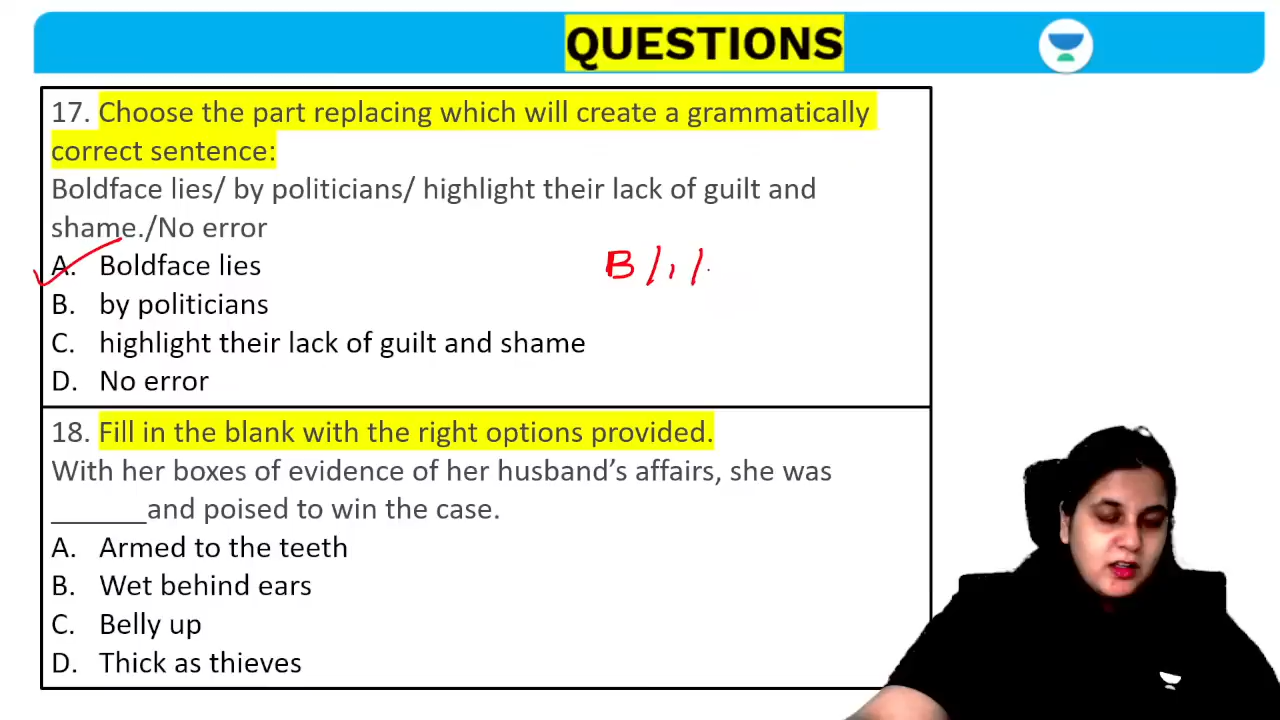 QUESTIONS
17. Choose the part replacing which will create a grammatically
correct sentence:
Boldface lies/ by politicians/ highlight their lack of guilt and
shame./No error
A. Boldface lies
B. by politicians
C. highlight their lack of guilt and shame
D. No error
B/1/
18. Fill in the blank with the right options provided.
With her boxes of evidence of her husband’s affairs, she was
______and poised to win the case.
A. Armed to the teeth
B. Wet behind ears
C. Belly up
D. Thick as thieves